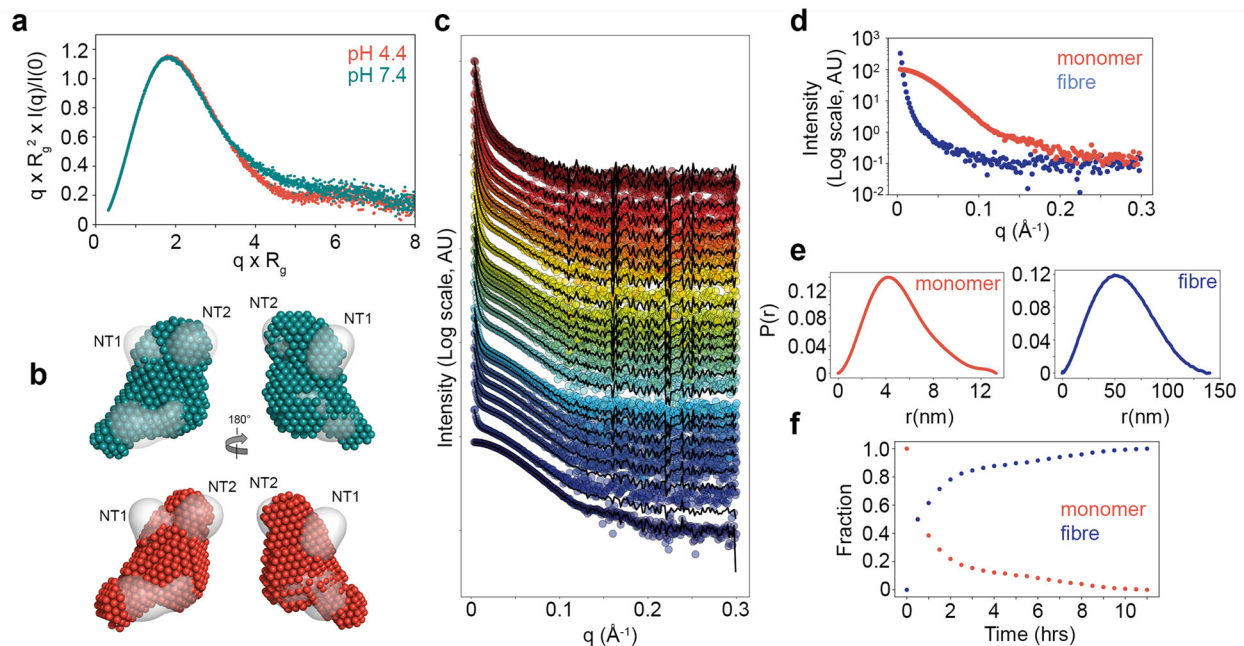 a
pH 4.4
pH 7.4
1.2
1.0
0.8
0.6
0.4
0.2
0
q x Rg² x I(q)/I(0)
0 2 4 6 8
q x Rg
b
NT1
NT2
NT2
NT1
180°
NT1
NT2
NT2
NT1
c
Intensity (Log scale, AU)
0 0.1 0.2 0.3
q (Å⁻¹)
d
monomer
fibre
10³
10²
10¹
10⁰
10⁻¹
10⁻²
Intensity
(Log scale, AU)
0 0.1 0.2 0.3
q (Å⁻¹)
e
monomer
0.12
0.08
0.04
0
P(r)
0 4 8 12
r(nm)
fibre
0.12
0.08
0.04
0
0 50 100 150
r(nm)
f
1.0
0.8
0.6
0.4
0.2
0
Fraction
monomer
fibre
0 2 4 6 8 10
Time (hrs)